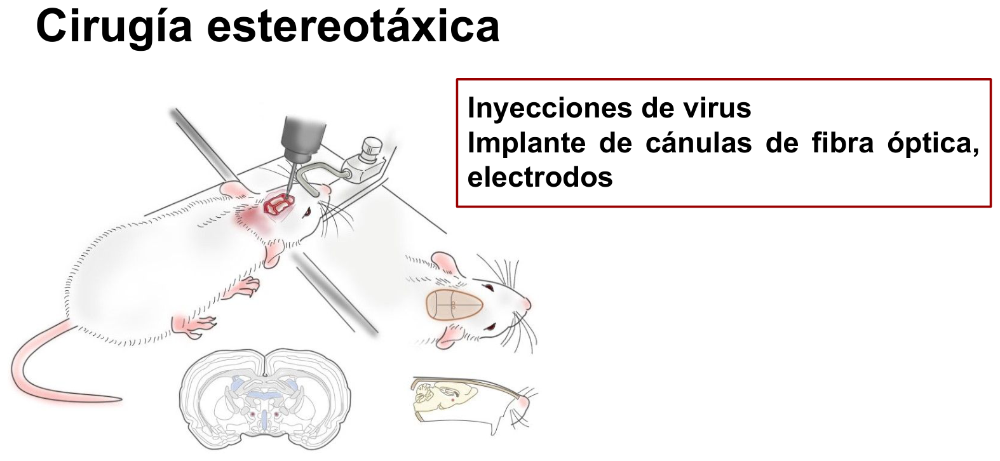 Cirugía estereotáxica
Inyecciones de virus
Implante de cánulas de fibra óptica,
electrodos